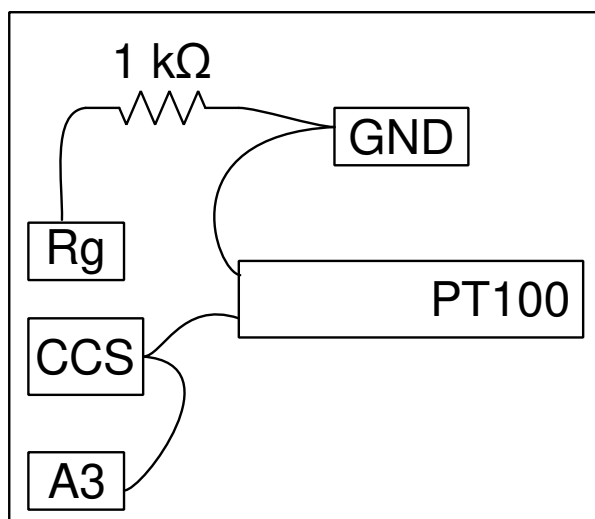 1 kΩ
GND
Rg
PT100
CCS
A3